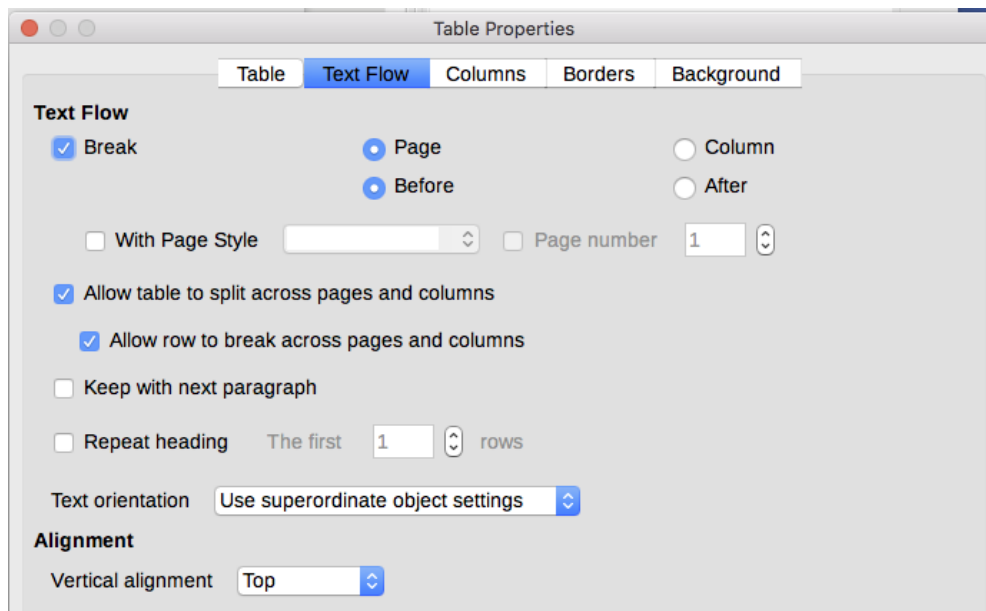 Table Properties
Table Text Flow Columns Borders Background
Text Flow
Break Page Column
Before After
With Page Style Page number 1
Allow table to split across pages and columns
Allow row to break across pages and columns
Keep with next paragraph
Repeat heading The first 1 rows
Text orientation Use superordinate object settings
Alignment
Vertical alignment Top